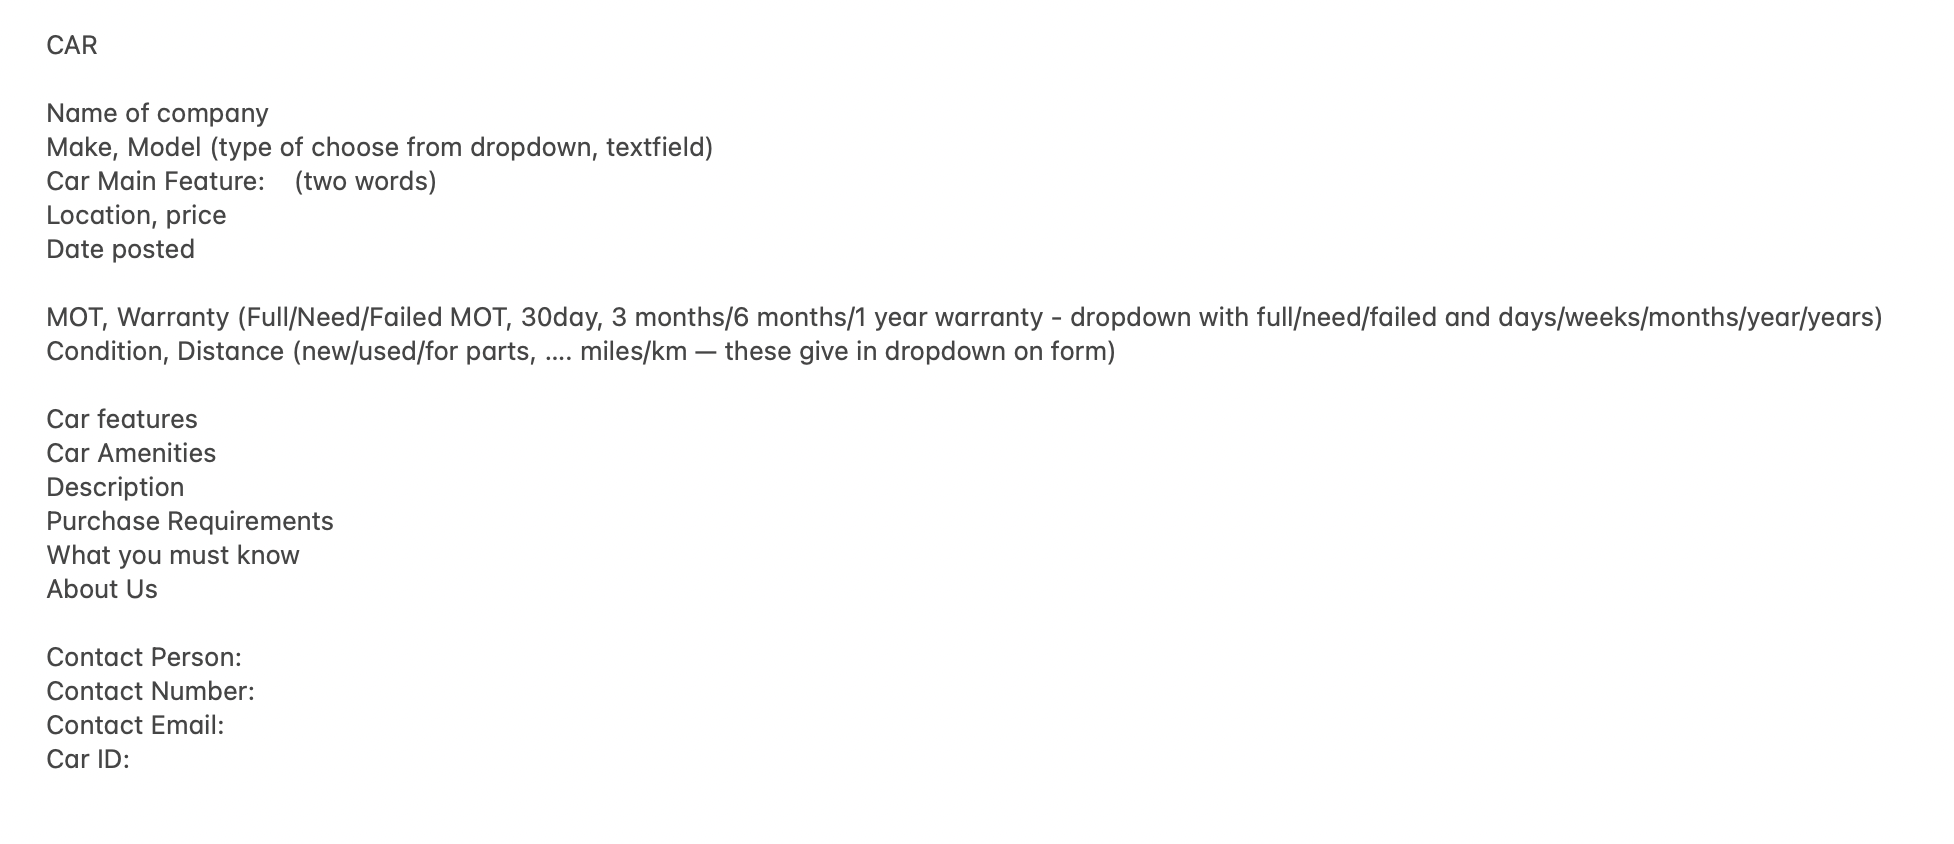 CAR
Name of company
Make, Model (type of choose from dropdown, textfield)
Car Main Feature: (two words)
Location, price
Date posted
MOT, Warranty (Full/Need/Failed MOT, 30day, 3 months/6 months/1 year warranty - dropdown with full/need/failed and days/weeks/months/year/years)
Condition, Distance (new/used/for parts, .... miles/km — these give in dropdown on form)
Car features
Car Amenities
Description
Purchase Requirements
What you must know
About Us
Contact Person:
Contact Number:
Contact Email:
Car ID: